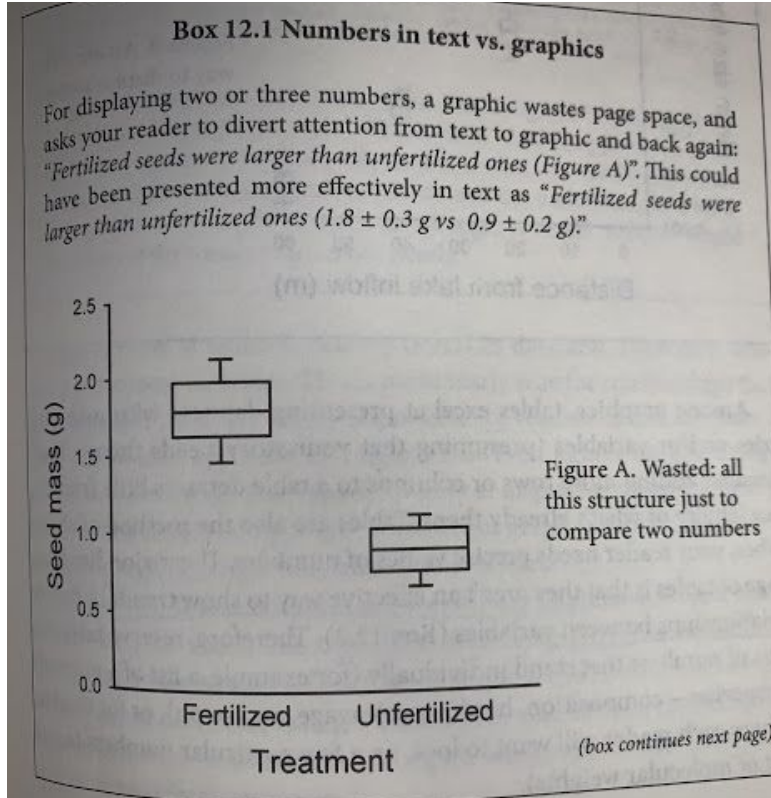 Box 12.1 Numbers in text vs. graphics
For displaying two or three numbers, a graphic wastes page space, and
asks your reader to divert attention from text to graphic and back again:
“Fertilized seeds were larger than unfertilized ones (Figure A)”. This could
have been presented more effectively in text as “Fertilized seeds were
larger than unfertilized ones (1.8 ± 0.3 g vs 0.9 ± 0.2 g).”
2.5
2.0
1.5
1.0
0.5
0.0
Seed mass (g)
Fertilized Unfertilized
Treatment
Figure A. Wasted: all
this structure just to
compare two numbers
(box continues next page)